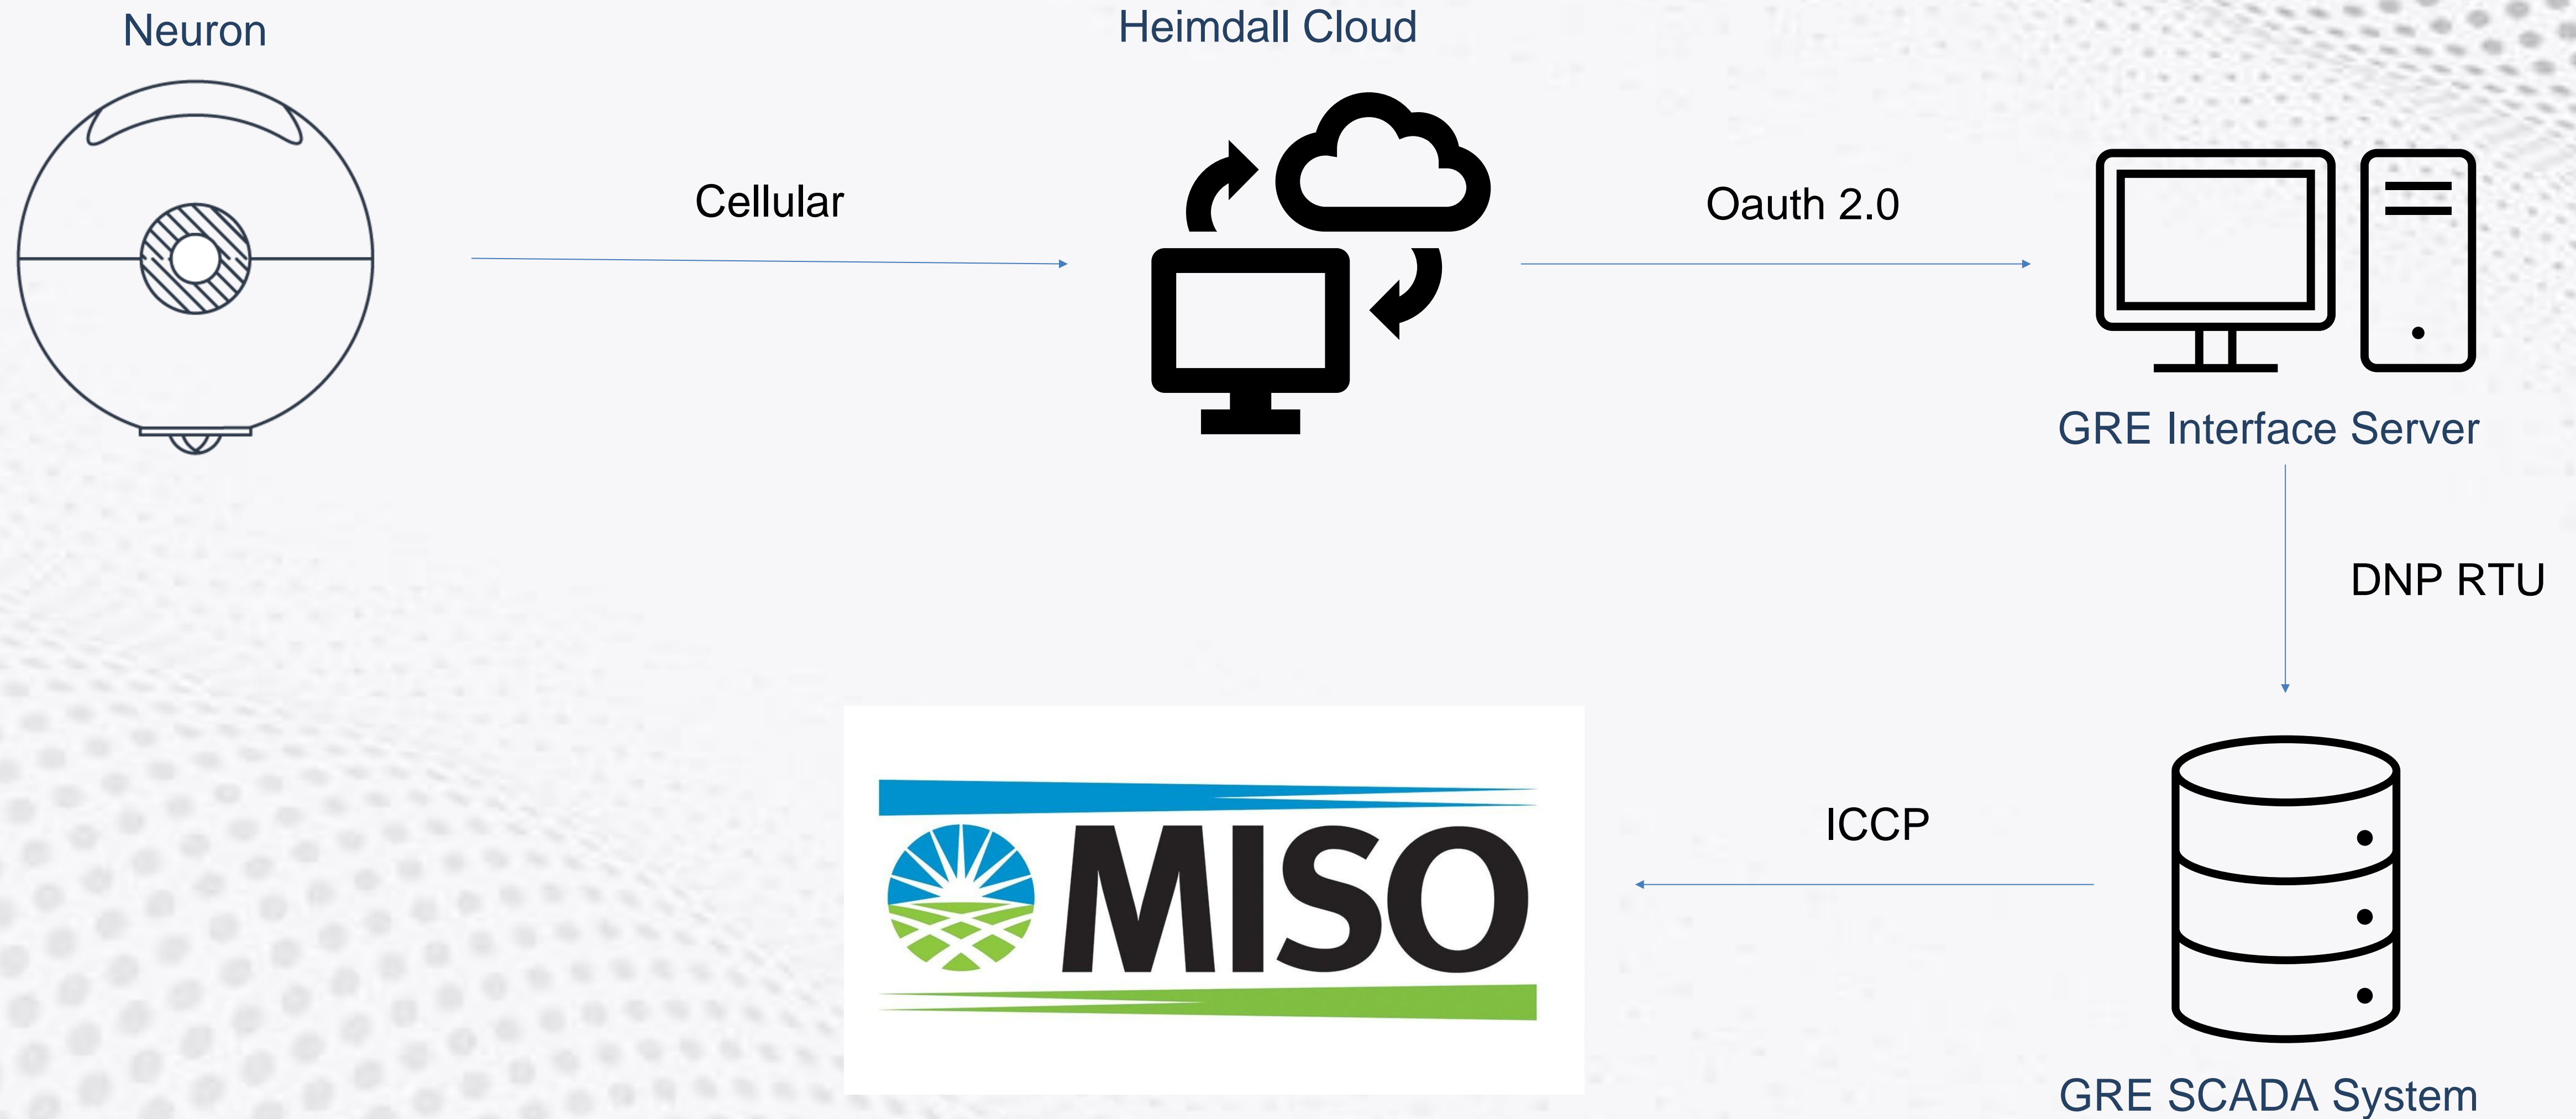 Neuron
Heimdall Cloud
Cellular
Oauth 2.0
GRE Interface Server
DNP RTU
MISO
ICCP
GRE SCADA System